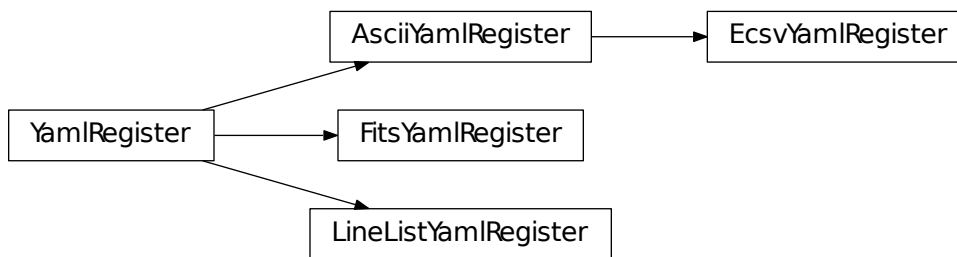 AsciiYamlRegister
EcsvYamlRegister
YamlRegister
FitsYamlRegister
LineListYamlRegister